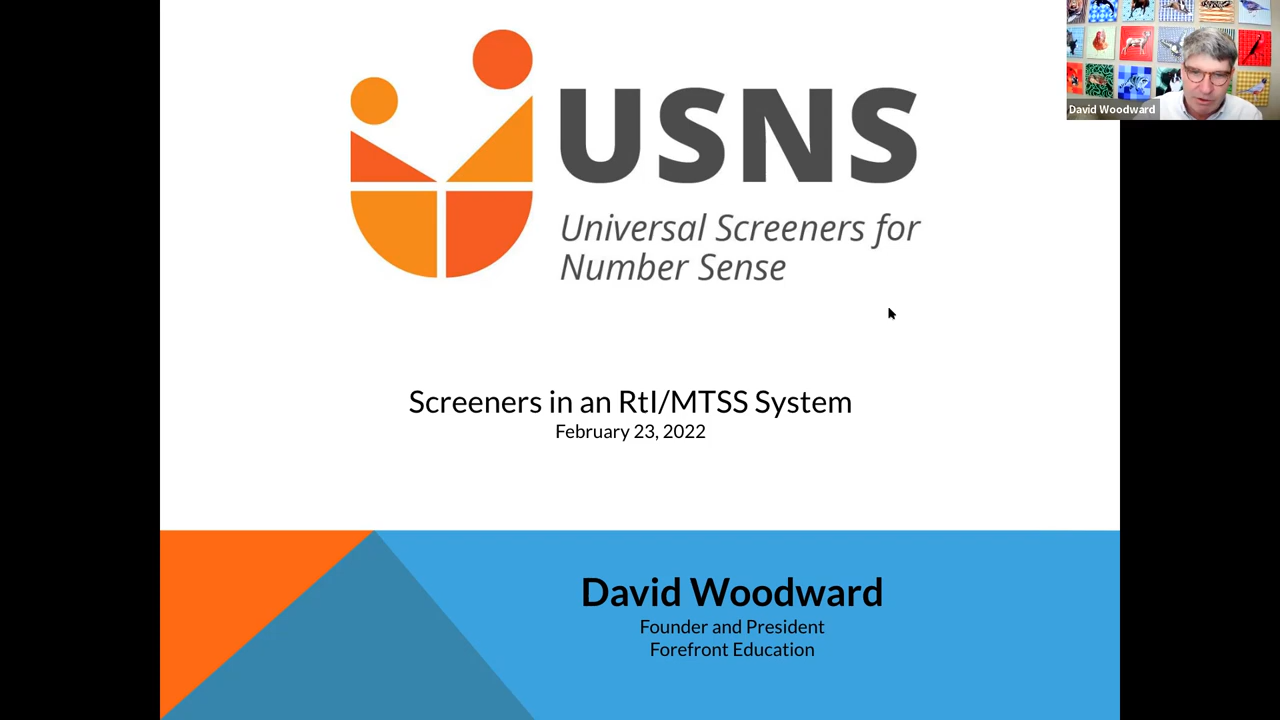 USNS
Universal Screeners for
Number Sense
David Woodward
Screeners in an RtI/MTSS System
February 23, 2022
David Woodward
Founder and President
Forefront Education